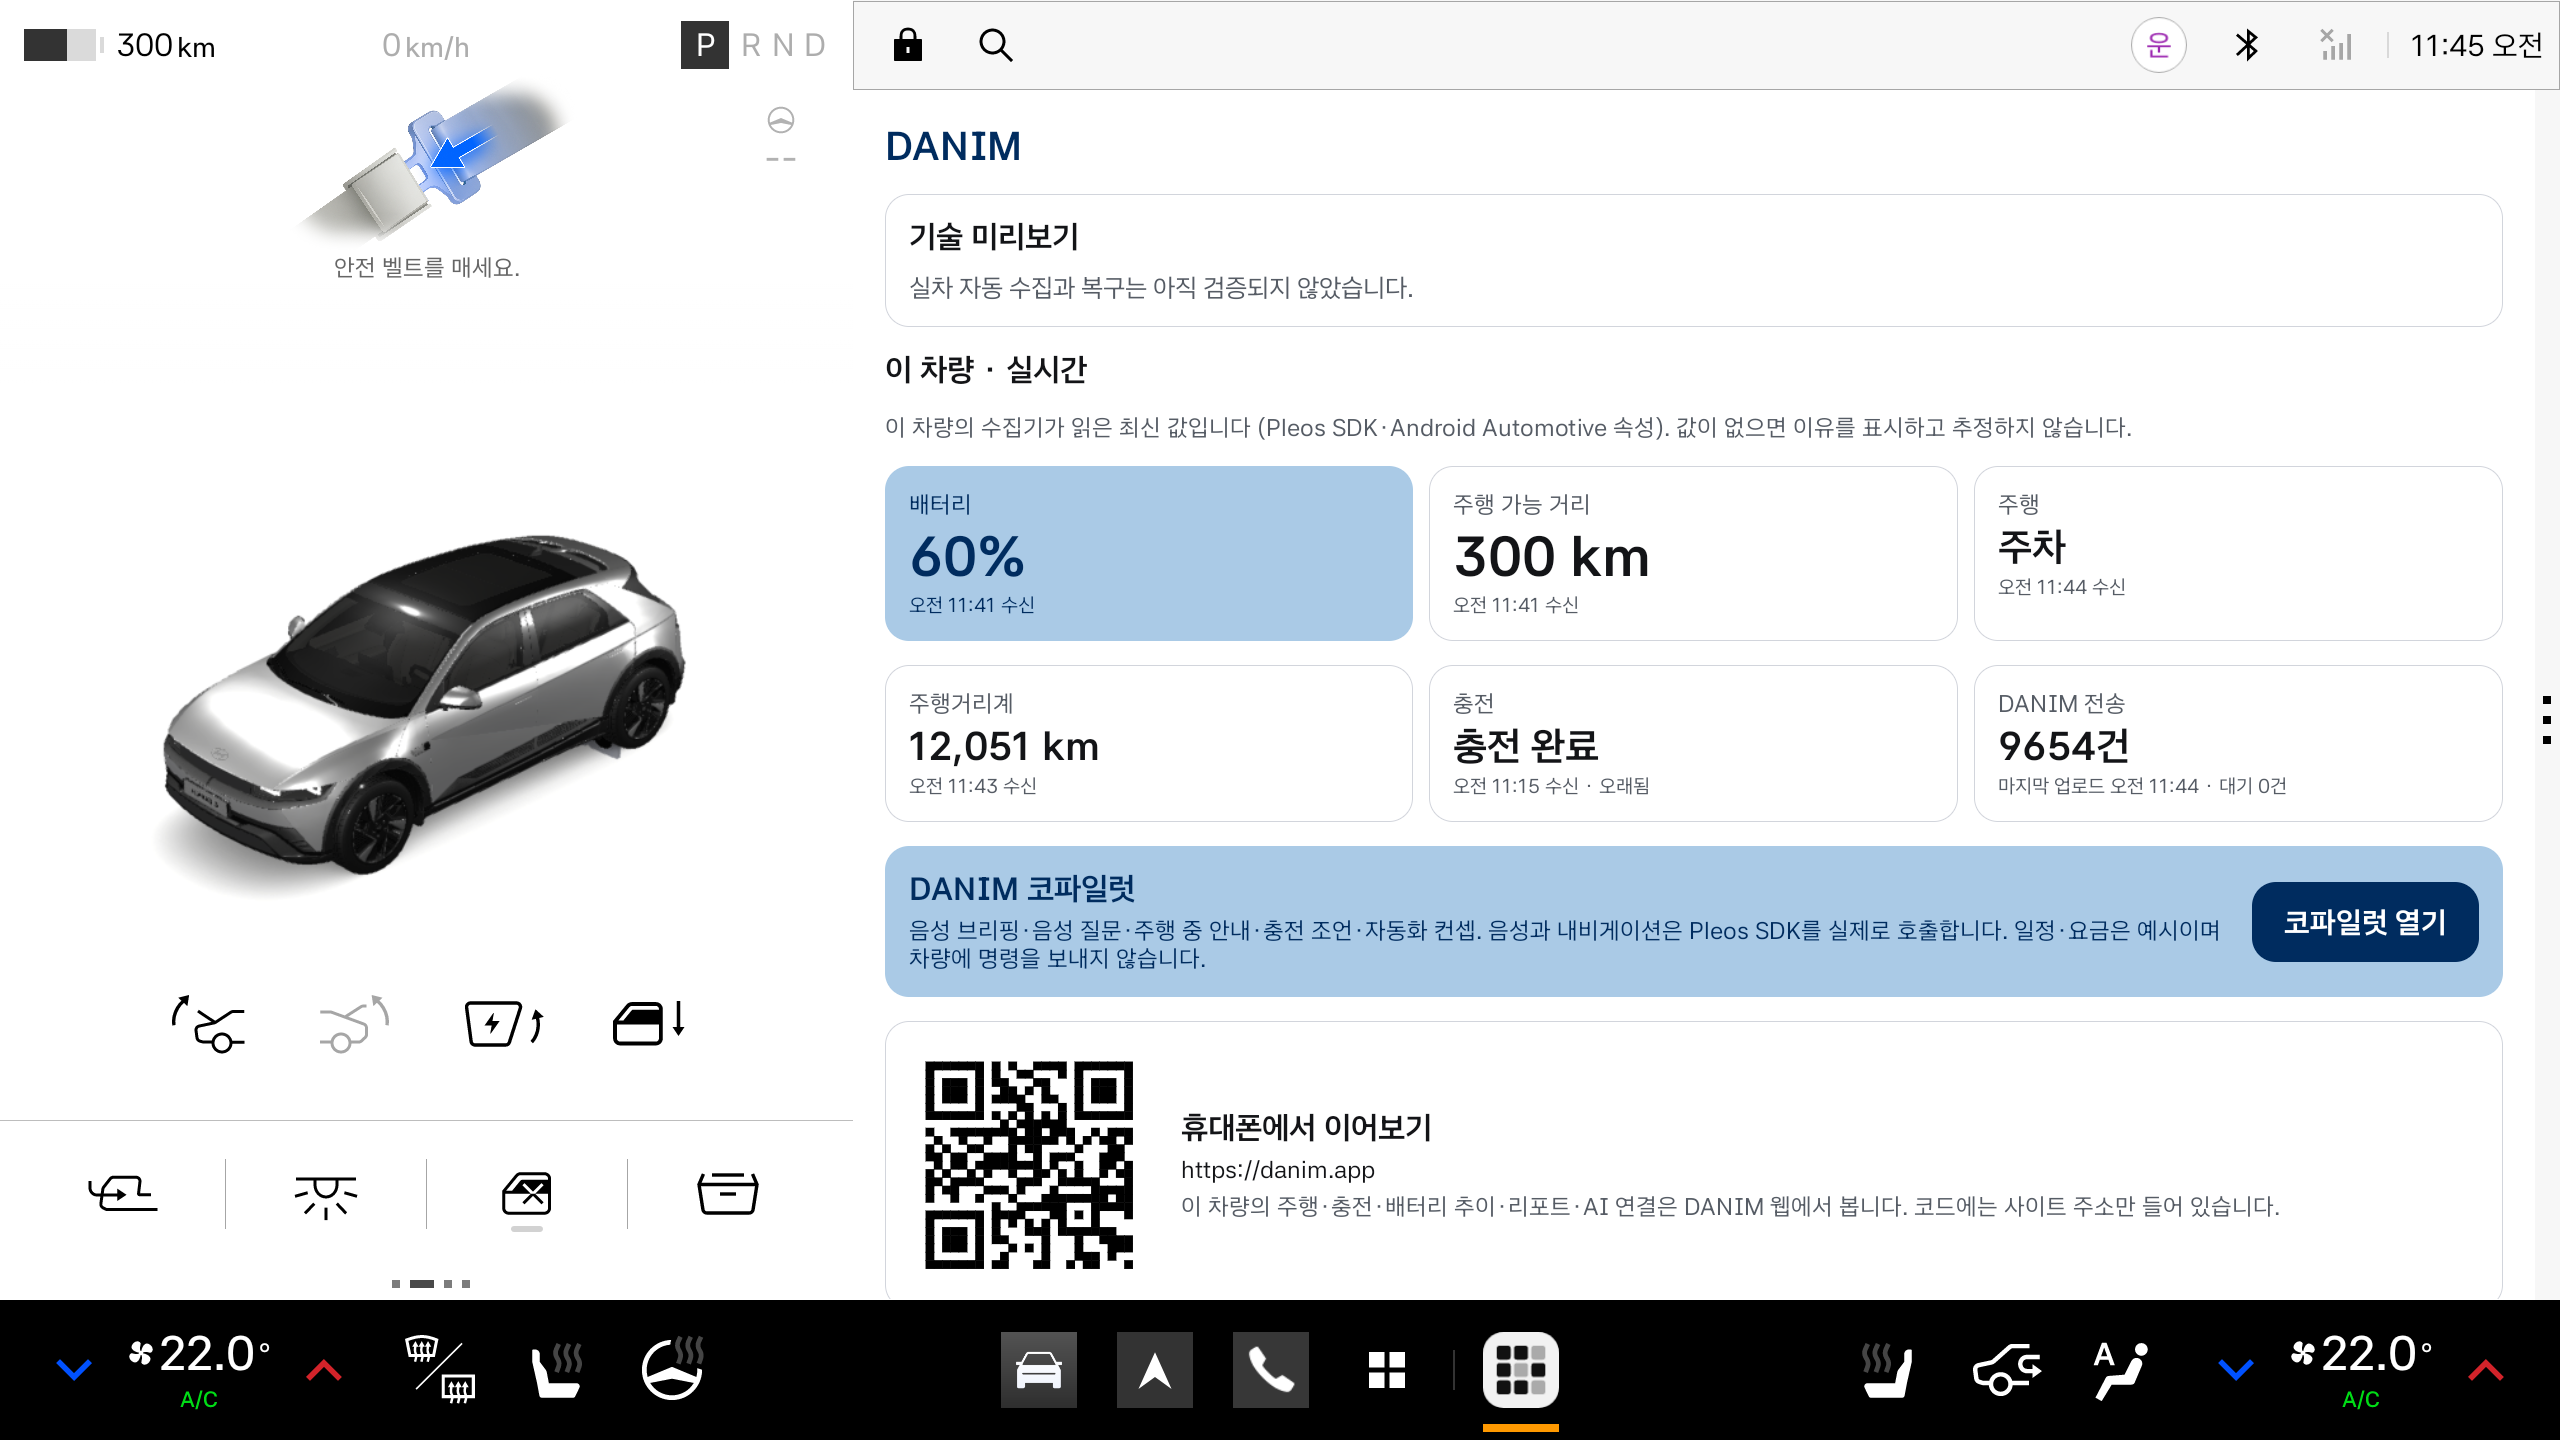 300 km
0 km/h
P R N D
안전 벨트를 매세요.
A/C
22.0°
운
11:45 오전
DANIM
기술 미리보기
실차 자동 수집과 복구는 아직 검증되지 않았습니다.
이 차량 · 실시간
이 차량의 수집기가 읽은 최신 값입니다 (Pleos SDK·Android Automotive 속성). 값이 없으면 이유를 표시하고 추정하지 않습니다.
배터리
60%
오전 11:41 수신
주행 가능 거리
300 km
오전 11:41 수신
주행
주차
오전 11:44 수신
주행거리계
12,051 km
오전 11:43 수신
충전
충전 완료
오전 11:15 수신 · 오래됨
DANIM 전송
9654건
마지막 업로드 오전 11:44 · 대기 0건
DANIM 코파일럿
음성 브리핑·음성 질문·주행 중 안내·충전 조언·자동화 컨셉. 음성과 내비게이션은 Pleos SDK를 실제로 호출합니다. 일정·요금은 예시이며
차량에 명령을 보내지 않습니다.
코파일럿 열기
휴대폰에서 이어보기
https://danim.app
이 차량의 주행·충전·배터리 추이·리포트·AI 연결은 DANIM 웹에서 봅니다. 코드에는 사이트 주소만 들어 있습니다.
A
22.0°
A/C